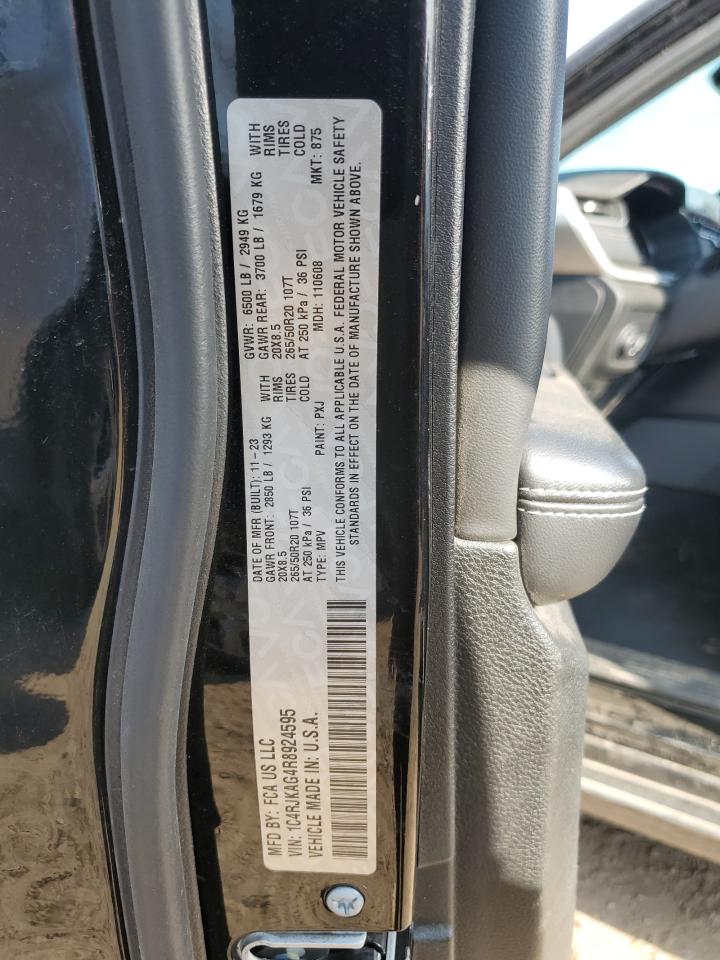 MFD BY: FCA US LLC
VIN: 1C4RJKAG4R8924595
VEHICLE MADE IN: U.S.A.
DATE OF MFR (BUILT): 11-23 GVWR: 6500 LB / 2949 KG
GAWR FRONT: 2850 LB / 1293 KG WITH GAWR REAR: 3700 LB / 1679 KG WITH
20X8.5 RIMS 20X8.5 RIMS
265/50R20 107T TIRES 265/50R20 107T TIRES
AT 250 kPa / 36 PSI COLD AT 250 kPa / 36 PSI COLD
TYPE: MPV PAINT: PXJ MDH: 110608 MKT: 875
THIS VEHICLE CONFORMS TO ALL APPLICABLE U.S.A. FEDERAL MOTOR VEHICLE SAFETY
STANDARDS IN EFFECT ON THE DATE OF MANUFACTURE SHOWN ABOVE.